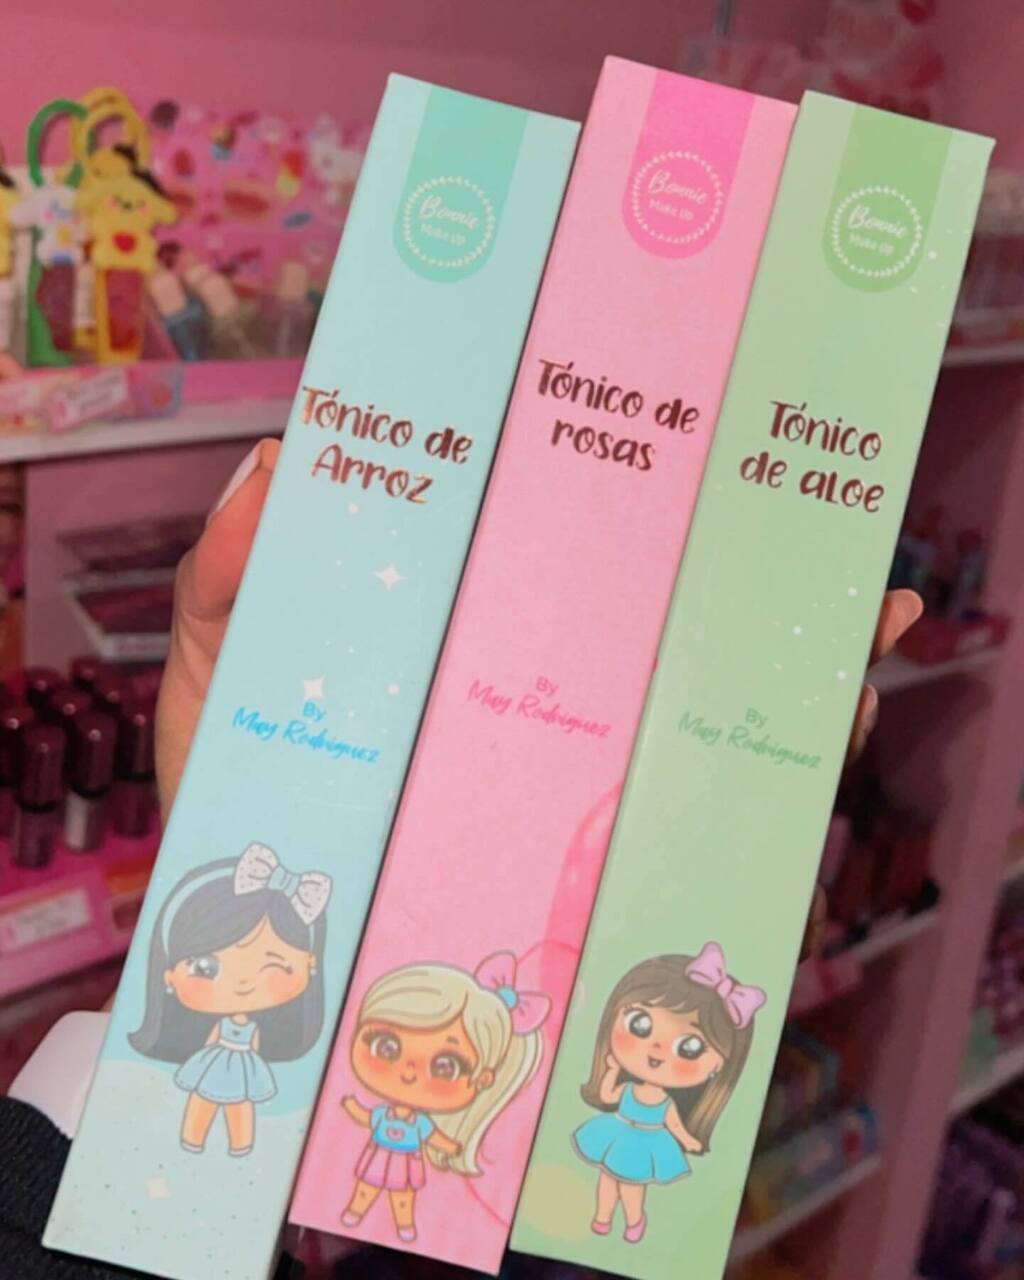 Bonnie
Make Up
Tónico de
Arroz
By
May Rodriguez
Bonnie
Make Up
Tónico de
rosas
By
May Rodriguez
Bonnie
Make Up
Tónico
de aLoe
By
May Rodriguez